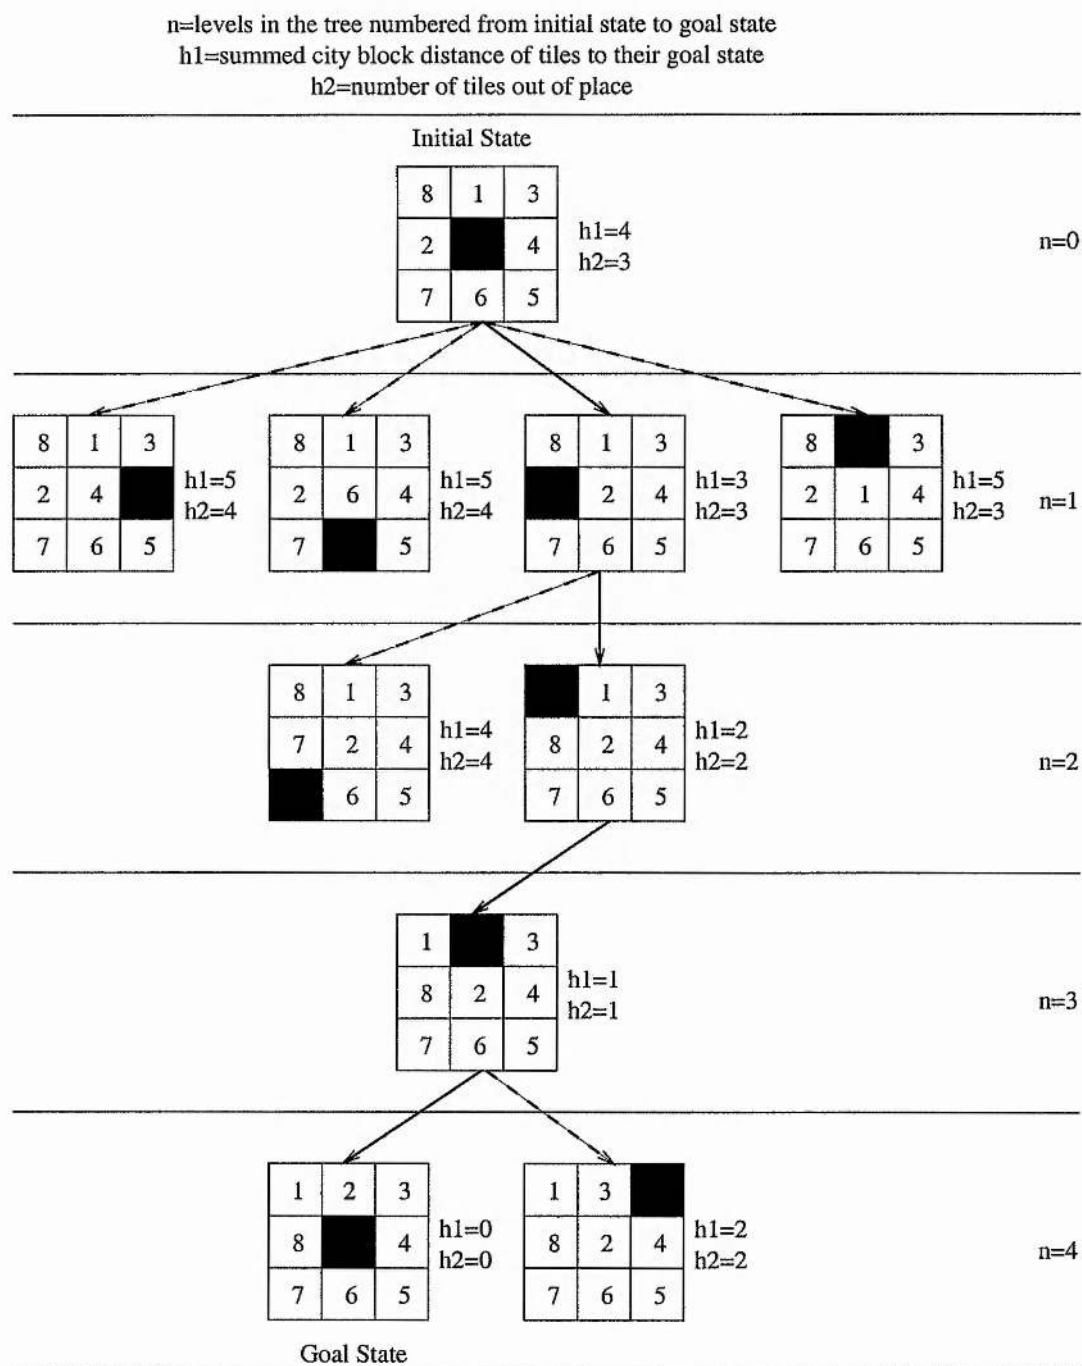 n=levels in the tree numbered from initial state to goal state
h1=summed city block distance of tiles to their goal state
h2=number of tiles out of place
Initial State
8 1 3
2 4
7 6 5
h1=4
h2=3
n=0
8 1 3
2 4
7 6 5
h1=5
h2=4
8 1 3
2 6 4
7 5
h1=5
h2=4
8 1 3
2 4
7 6 5
h1=3
h2=3
8 3
2 1 4
7 6 5
h1=5
h2=3
n=1
8 1 3
7 2 4
6 5
h1=4
h2=4
1 3
8 2 4
7 6 5
h1=2
h2=2
n=2
1 3
8 2 4
7 6 5
h1=1
h2=1
n=3
1 2 3
8 4
7 6 5
h1=0
h2=0
Goal State
1 3
8 2 4
7 6 5
h1=2
h2=2
n=4